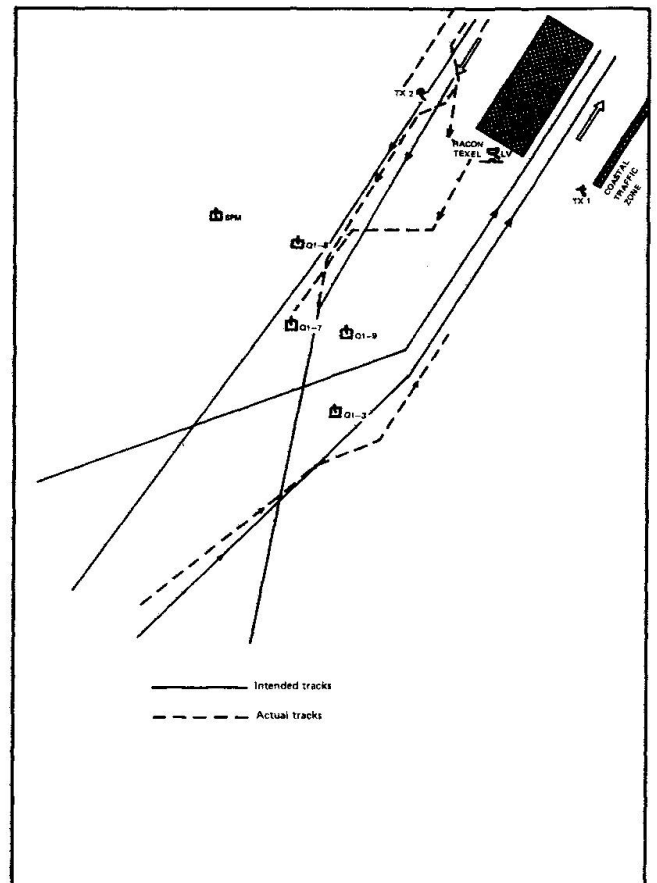 TX 2
RACON
TEXEL
LV
TX 1
COASTAL
TRAFFIC
ZONE
SPM
Q1–8
Q1–7
Q1–9
Q1–3
Intended tracks
Actual tracks